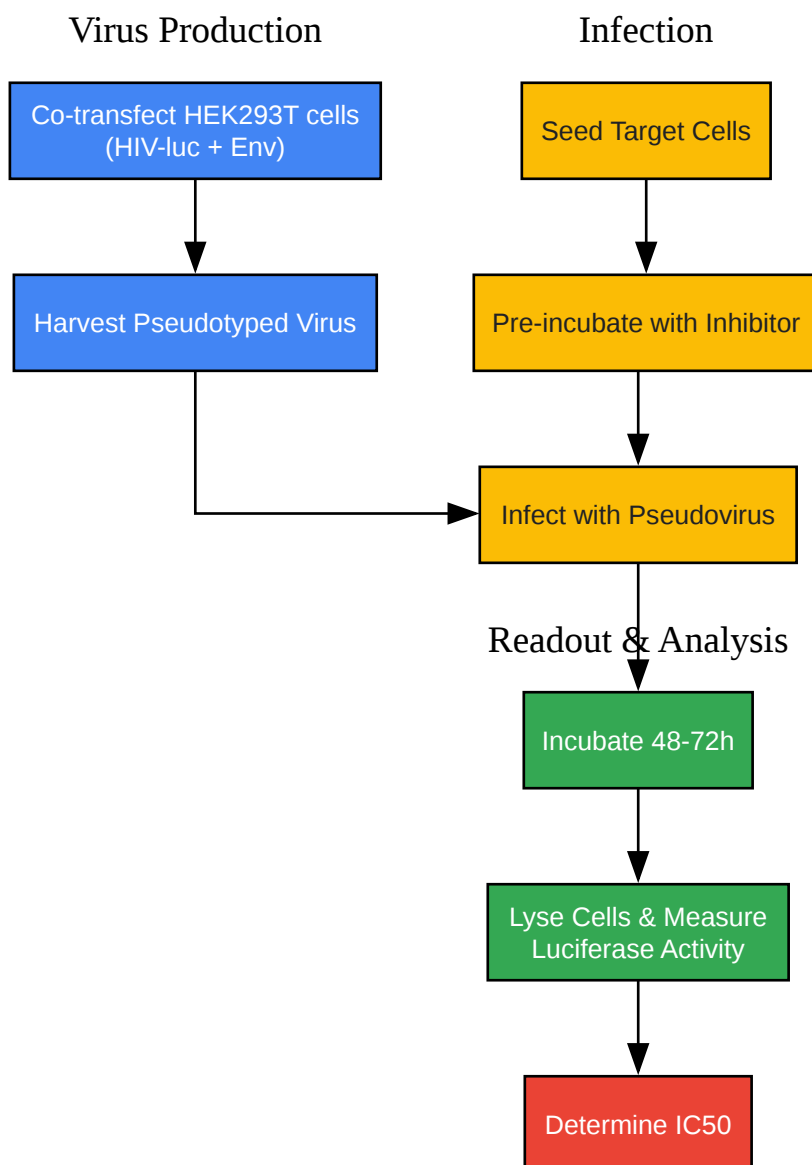 Virus Production
Co-transfect HEK293T cells
(HIV-luc + Env)
Harvest Pseudotyped Virus
Infection
Seed Target Cells
Pre-incubate with Inhibitor
Infect with Pseudovirus
Readout & Analysis
Incubate 48-72h
Lyse Cells & Measure
Luciferase Activity
Determine IC50